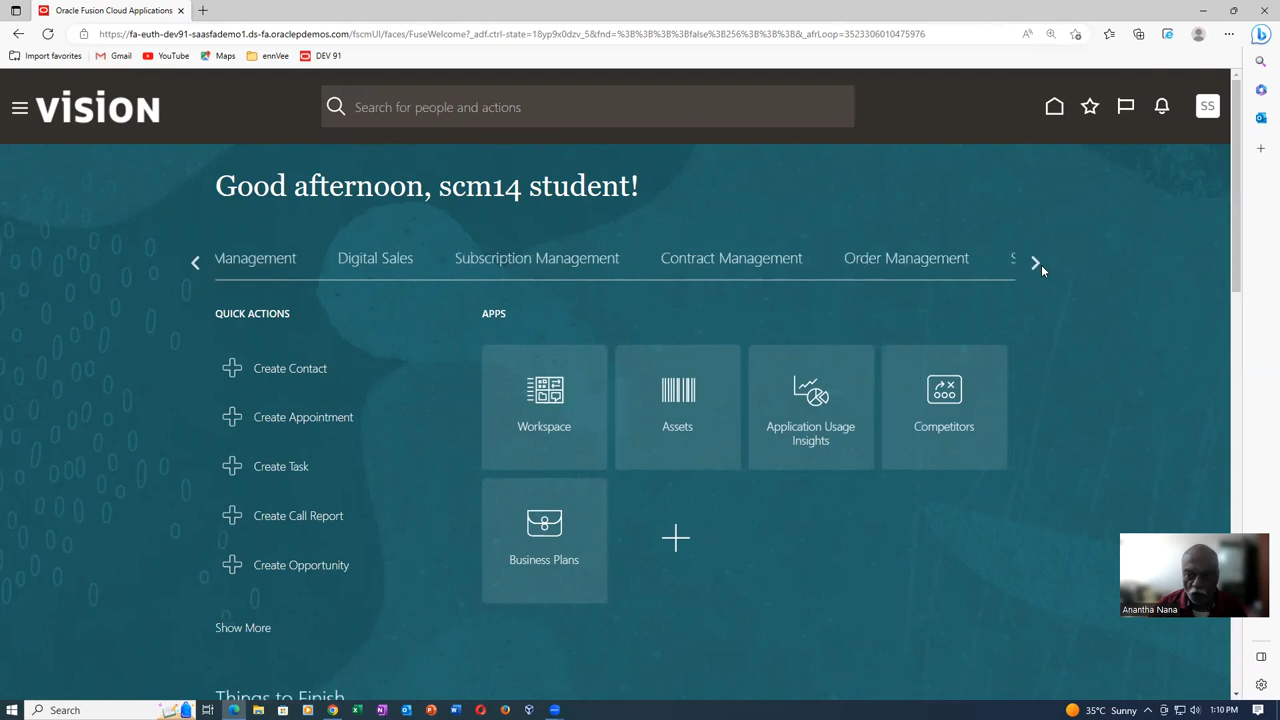 Oracle Fusion Cloud Applications
https://fa-euth-dev91-saasfademo1.ds-fa.oraclepdemos.com/fscmUI/faces/FuseWelcome?_adf.ctrl-state=18yp9x0dzv_5&fnd=%3B%3B%3B%3Bfalse%3B256%3B%3B%3B&_afrLoop=3523306010475976
Import favorites
Gmail
YouTube
Maps
ennVee
DEV 91
VISION
Search for people and actions
SS
Good afternoon, scm14 student!
Management
Digital Sales
Subscription Management
Contract Management
Order Management
S
QUICK ACTIONS
APPS
Create Contact
Create Appointment
Create Task
Create Call Report
Create Opportunity
Show More
Workspace
Assets
Application Usage
Insights
Competitors
Business Plans
Things to Finish
Anantha Nana
Search
35°C Sunny
1:10 PM